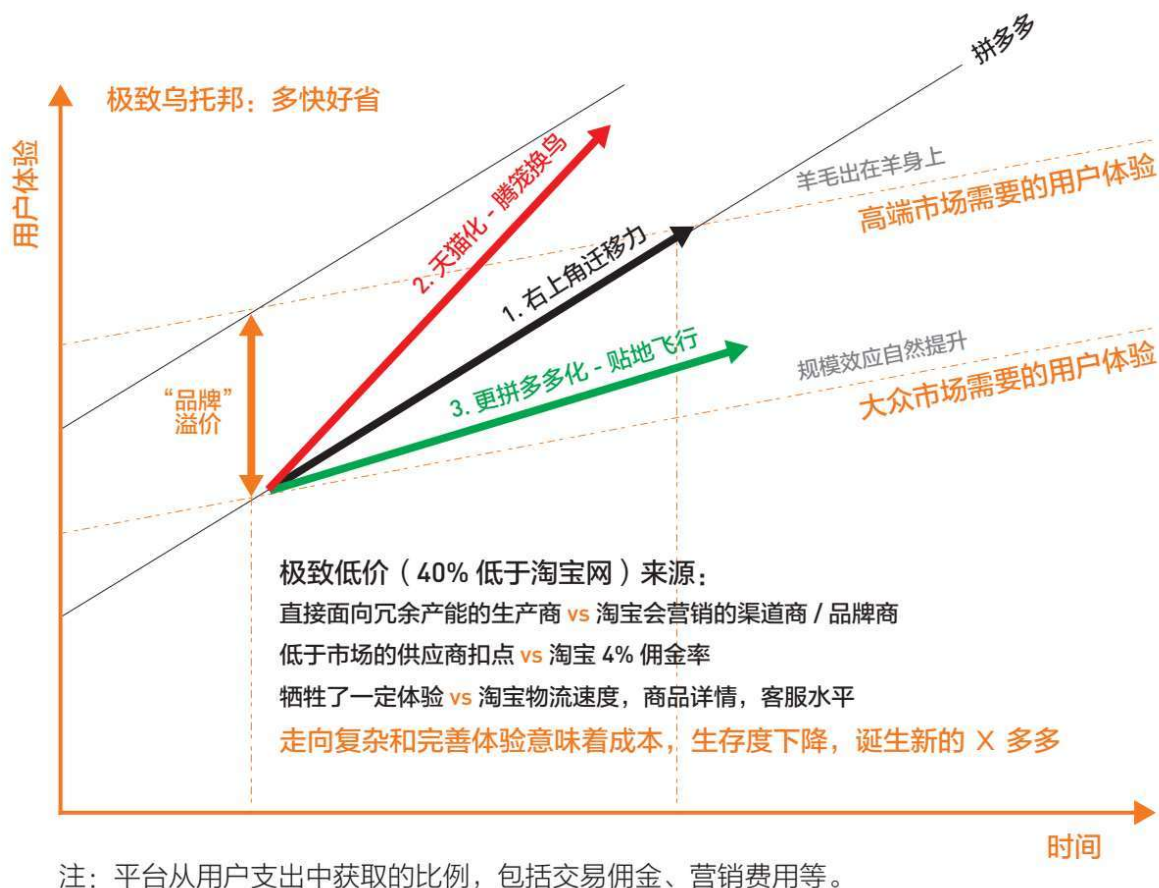 拼多多
极致乌托邦：多快好省
用户体验
羊毛出在羊身上
高端市场需要的用户体验
2. 天猫化 - 腾笼换鸟
1. 右上角迁移力
3. 更拼多多化 - 贴地飞行
规模效应自然提升
大众市场需要的用户体验
“品牌”
溢价
极致低价（40% 低于淘宝网）来源：
直接面向冗余产能的生产商 vs 淘宝会营销的渠道商 / 品牌商
低于市场的供应商扣点 vs 淘宝 4% 佣金率
牺牲了一定体验 vs 淘宝物流速度，商品详情，客服水平
走向复杂和完善体验意味着成本，生存度下降，诞生新的 X 多多
时间
注：平台从用户支出中获取的比例，包括交易佣金、营销费用等。